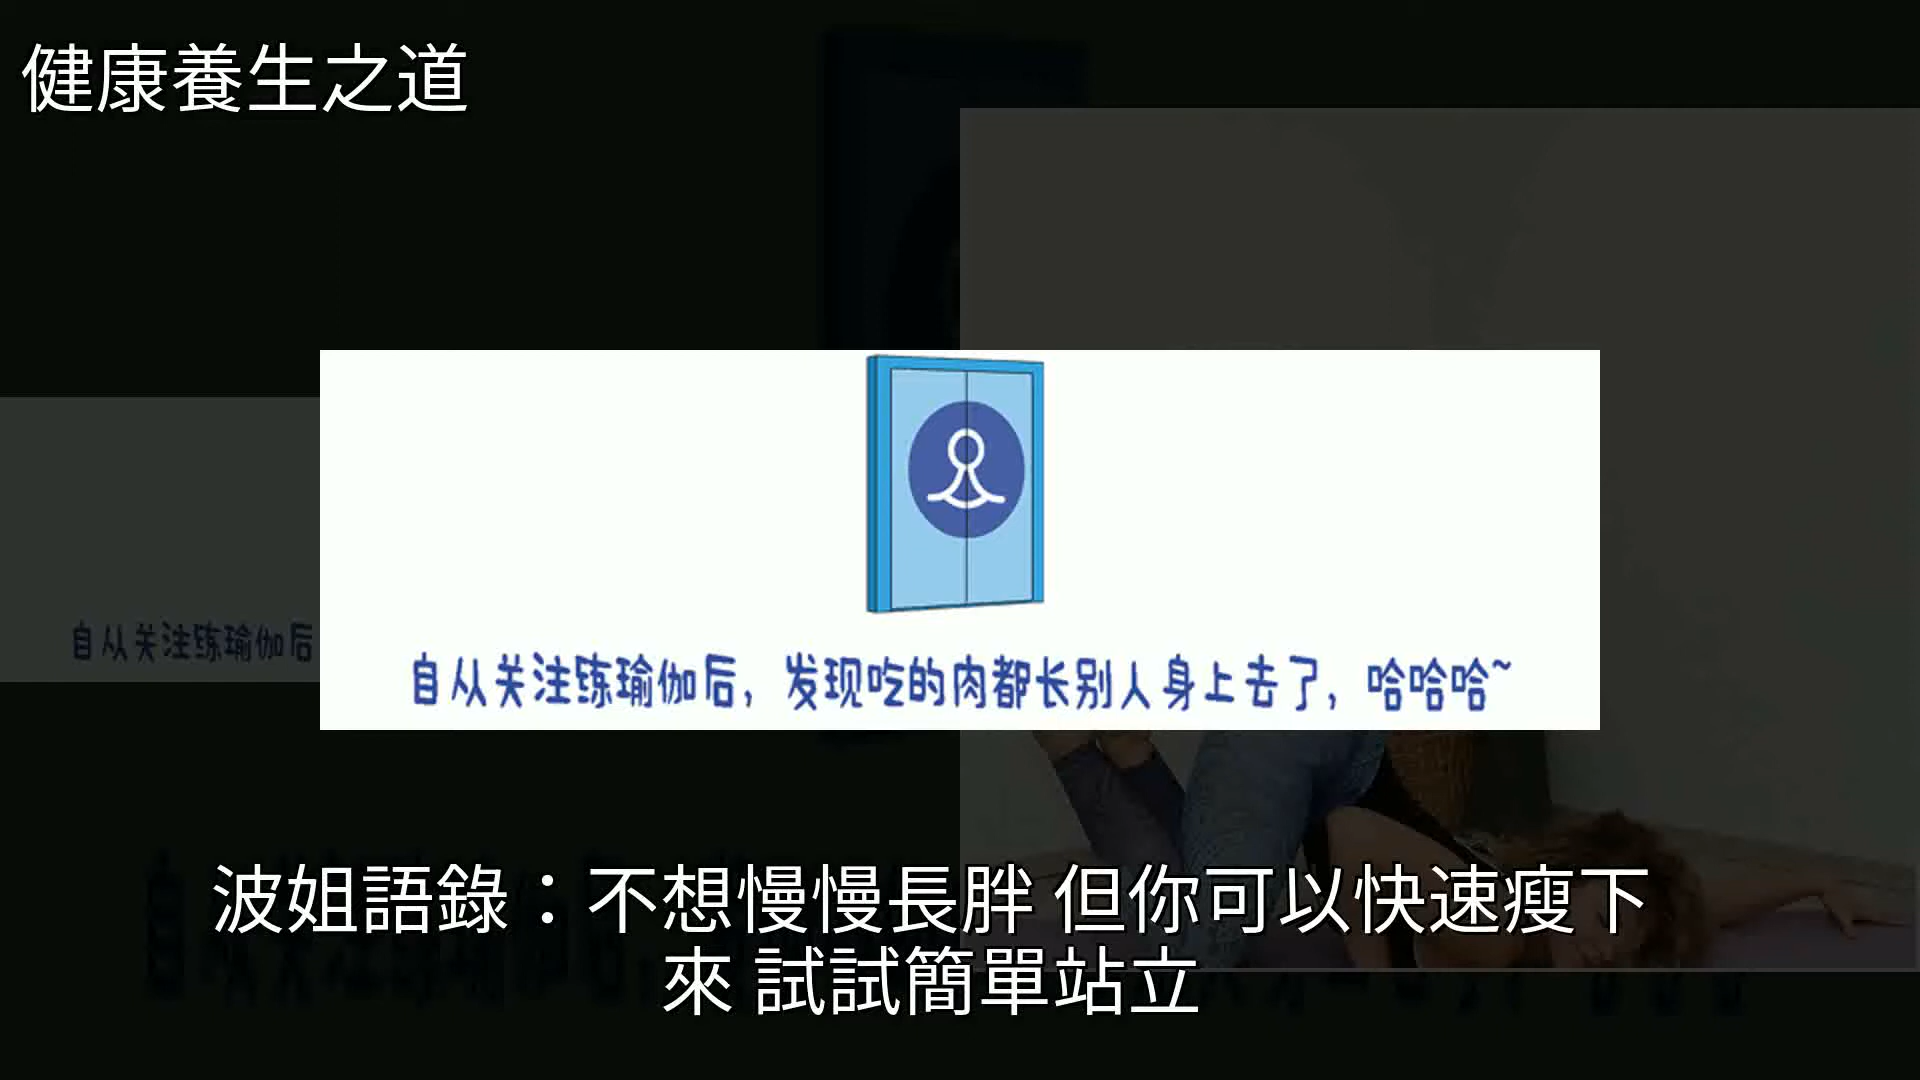 健康養生之道
自从关注练瑜伽后
自从关注练瑜伽后，发现吃的肉都长别人身上去了，哈哈哈~
波姐語錄：不想慢慢長胖 但你可以快速瘦下
來 試試簡單站立